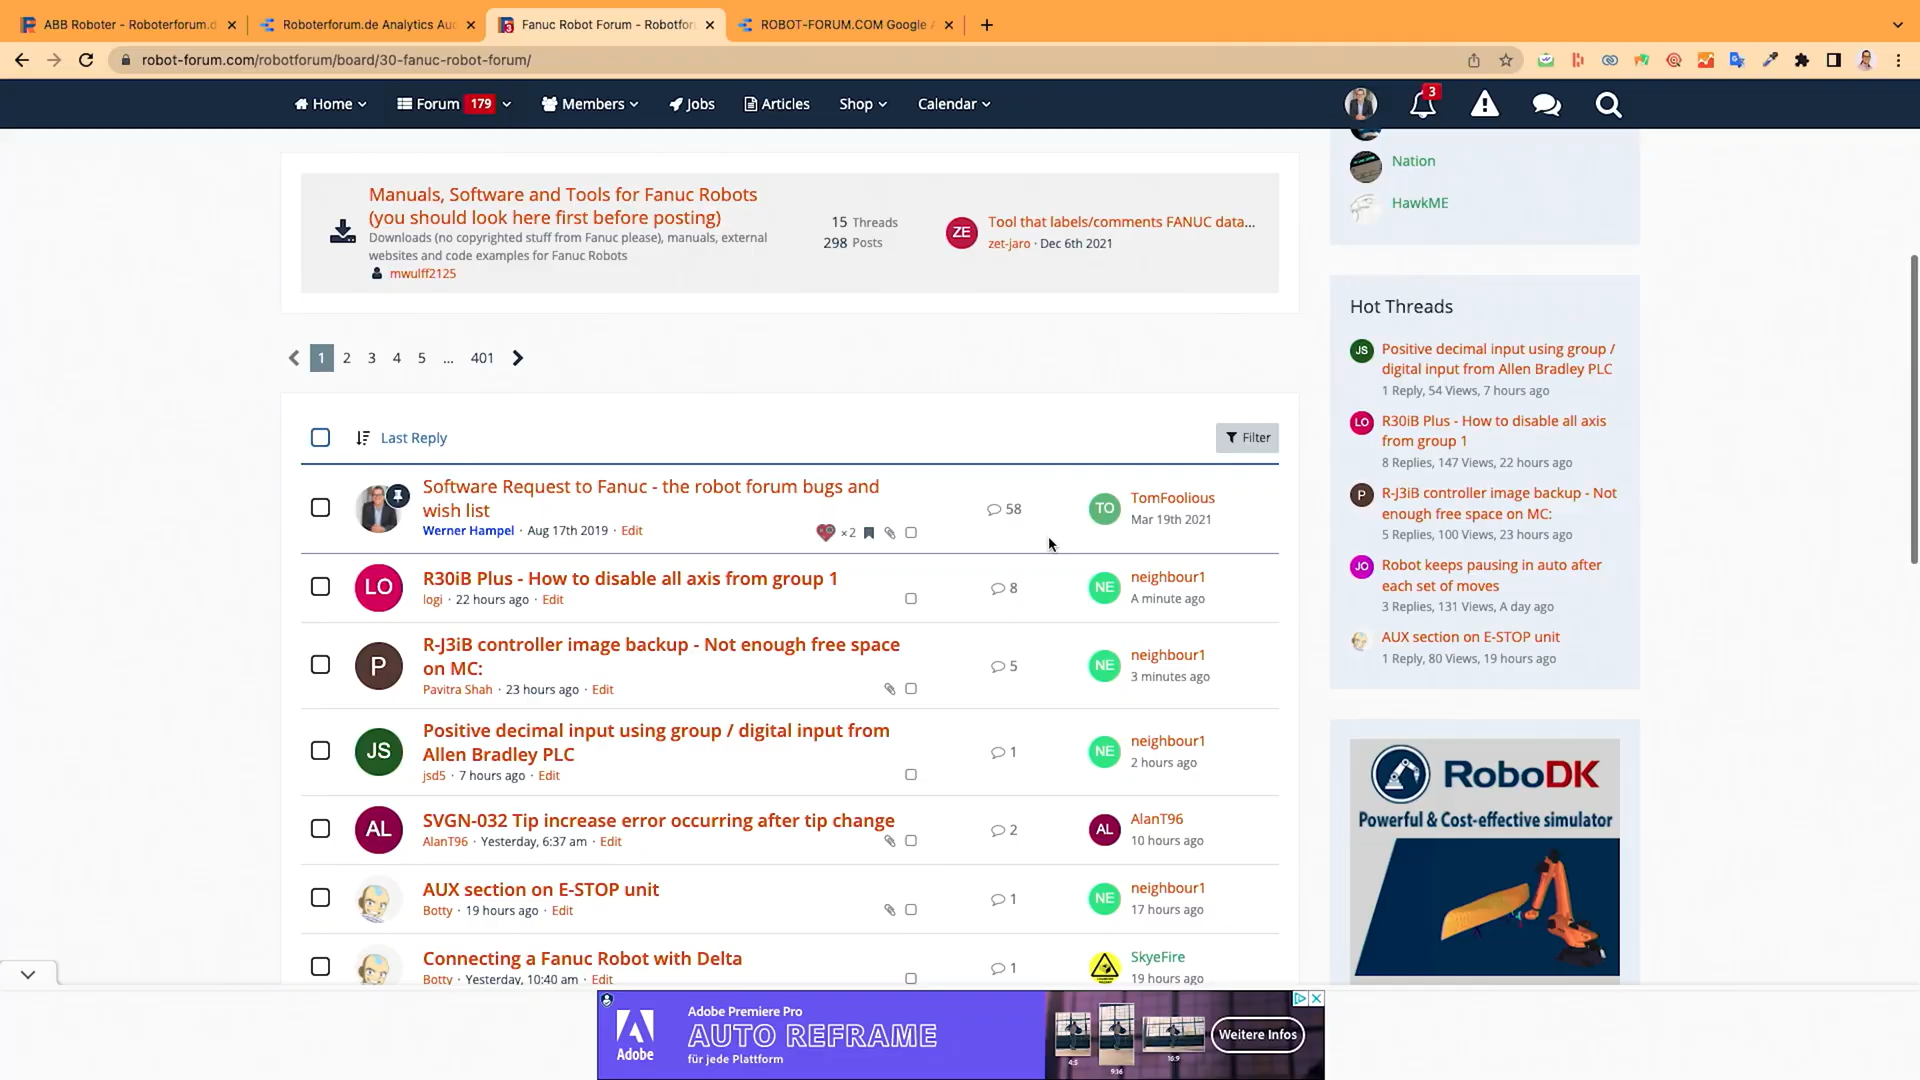 ABB Roboter - Roboterforum.d
Roboterforum.de Analytics Au
Fanuc Robot Forum - Robotfor
ROBOT-FORUM.COM Google
robot-forum.com/robotforum/board/30-fanuc-robot-forum/
Home
Forum 179
Members
Jobs
Articles
Shop
Calendar
3
Manuals, Software and Tools for Fanuc Robots
(you should look here first before posting)
Downloads (no copyrighted stuff from Fanuc please), manuals, external
websites and code examples for Fanuc Robots
mwulff2125
15 Threads
298 Posts
ZE
Tool that labels/comments FANUC data...
zet-jaro · Dec 6th 2021
1 2 3 4 5 ... 401
Last Reply
Filter
Software Request to Fanuc - the robot forum bugs and
wish list
Werner Hampel · Aug 17th 2019 · Edit
×2
58
TO
TomFoolious
Mar 19th 2021
LO
R30iB Plus - How to disable all axis from group 1
logi · 22 hours ago · Edit
8
NE
neighbour1
A minute ago
P
R-J3iB controller image backup - Not enough free space
on MC:
Pavitra Shah · 23 hours ago · Edit
5
NE
neighbour1
3 minutes ago
JS
Positive decimal input using group / digital input from
Allen Bradley PLC
jsd5 · 7 hours ago · Edit
1
NE
neighbour1
2 hours ago
AL
SVGN-032 Tip increase error occurring after tip change
AlanT96 · Yesterday, 6:37 am · Edit
2
AL
AlanT96
10 hours ago
AUX section on E-STOP unit
Botty · 19 hours ago · Edit
1
NE
neighbour1
17 hours ago
Connecting a Fanuc Robot with Delta
Botty · Yesterday, 10:40 am · Edit
1
SkyeFire
19 hours ago
Nation
HawkME
Hot Threads
JS
Positive decimal input using group /
digital input from Allen Bradley PLC
1 Reply, 54 Views, 7 hours ago
LO
R30iB Plus - How to disable all axis
from group 1
8 Replies, 147 Views, 22 hours ago
P
R-J3iB controller image backup - Not
enough free space on MC:
5 Replies, 100 Views, 23 hours ago
JO
Robot keeps pausing in auto after
each set of moves
3 Replies, 131 Views, A day ago
AUX section on E-STOP unit
1 Reply, 80 Views, 19 hours ago
RoboDK
Powerful & Cost-effective simulator
Adobe
Adobe Premiere Pro
AUTO REFRAME
für jede Plattform
4:5
9:16
16:9
Weitere Infos